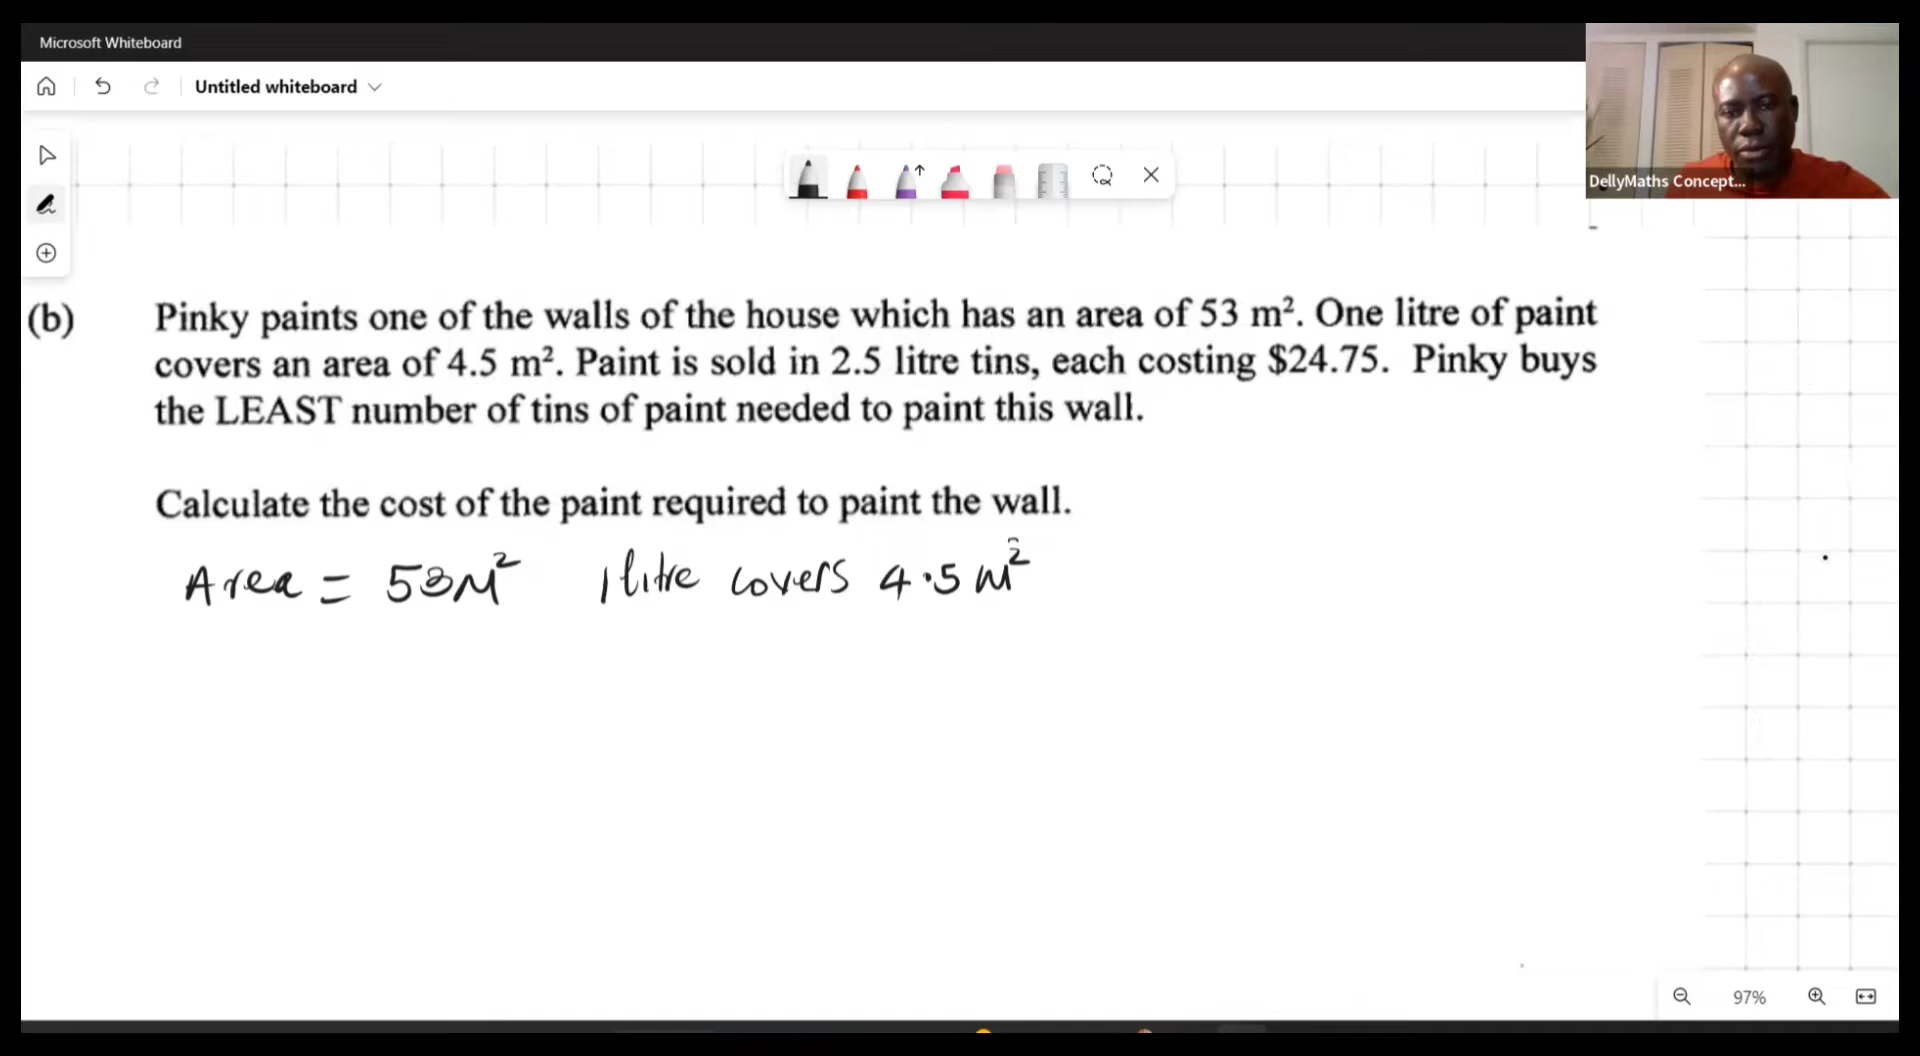 Microsoft Whiteboard
Untitled whiteboard
DellyMaths Concept...
(b) Pinky paints one of the walls of the house which has an area of 53 m². One litre of paint
covers an area of 4.5 m². Paint is sold in 2.5 litre tins, each costing $24.75. Pinky buys
the LEAST number of tins of paint needed to paint this wall.
Calculate the cost of the paint required to paint the wall.
Area = 53M² 1 litre covers 4.5 m²
97%